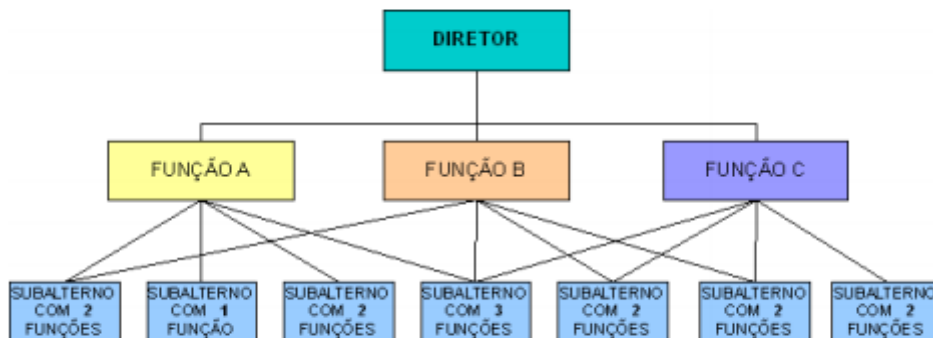 DIRETOR
FUNÇÃO A
FUNÇÃO B
FUNÇÃO C
SUBALTERNO
COM 2
FUNÇÕES
SUBALTERNO
COM 1
FUNÇÃO
SUBALTERNO
COM 2
FUNÇÕES
SUBALTERNO
COM 3
FUNÇÕES
SUBALTERNO
COM 2
FUNÇÕES
SUBALTERNO
COM 2
FUNÇÕES
SUBALTERNO
COM 2
FUNÇÕES